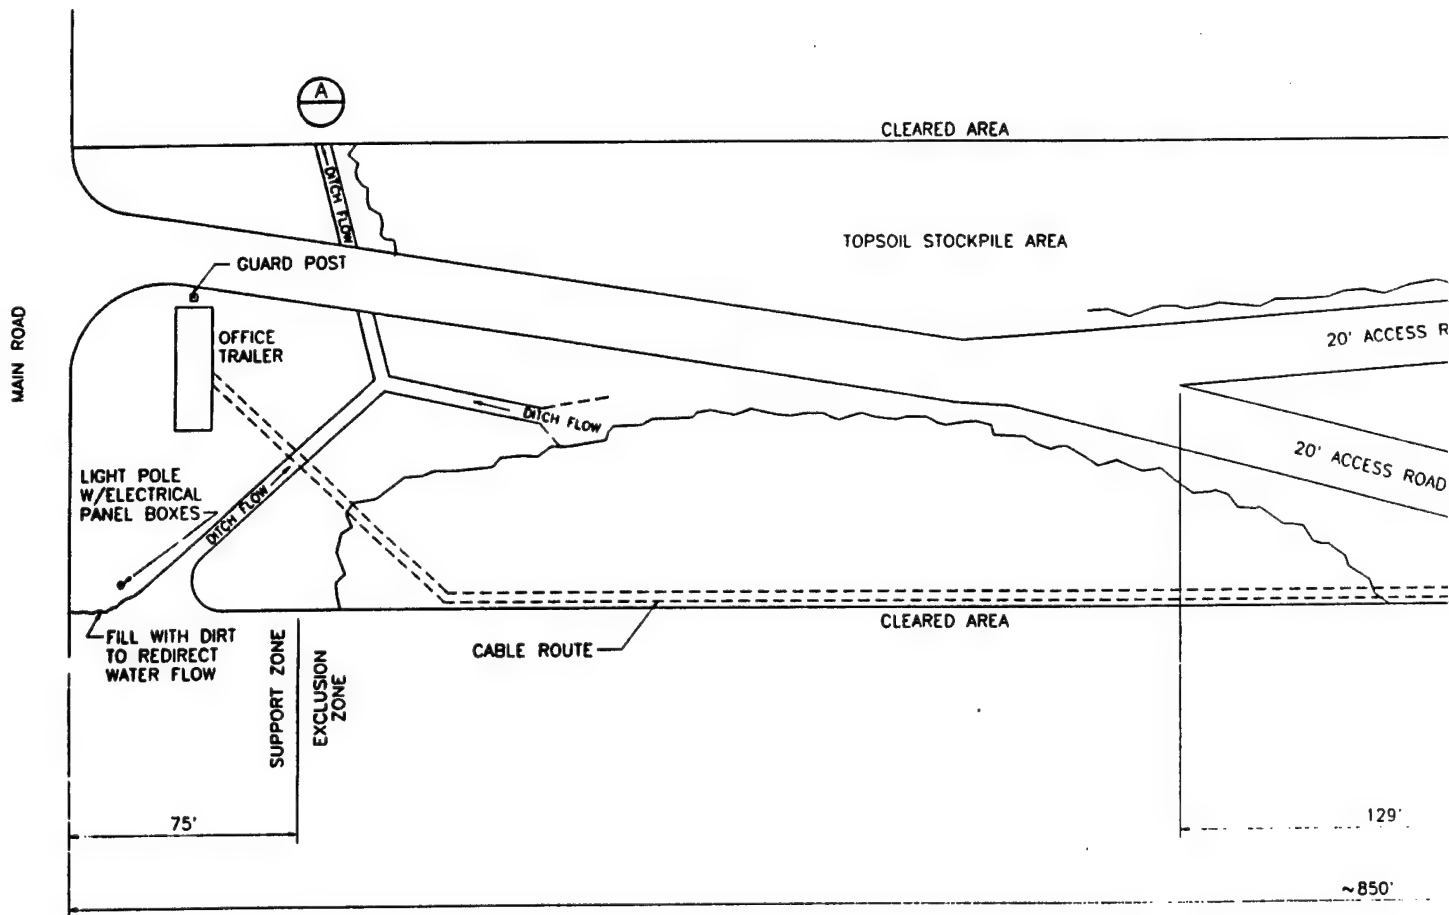 A
CLEARED AREA
DITCH FLOW
TOPSOIL STOCKPILE AREA
GUARD POST
MAIN ROAD
OFFICE
TRAILER
20' ACCESS R
DITCH FLOW
20' ACCESS ROAD
LIGHT POLE
W/ELECTRICAL
PANEL BOXES
DITCH FLOW
CLEARED AREA
FILL WITH DIRT
TO REDIRECT
WATER FLOW
CABLE ROUTE
SUPPORT ZONE
EXCLUSION
ZONE
75'
129'
~850'